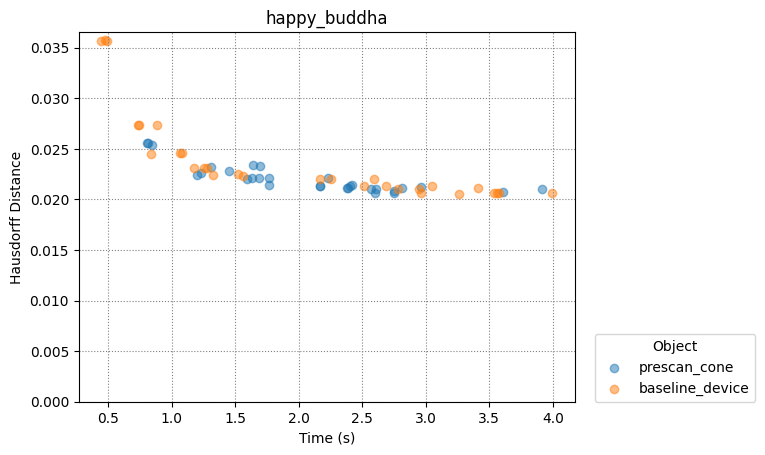 happy_buddha
Hausdorff Distance
0.035
0.030
0.025
0.020
0.015
0.010
0.005
0.000
0.5 1.0 1.5 2.0 2.5 3.0 3.5 4.0
Time (s)
Object
prescan_cone
baseline_device